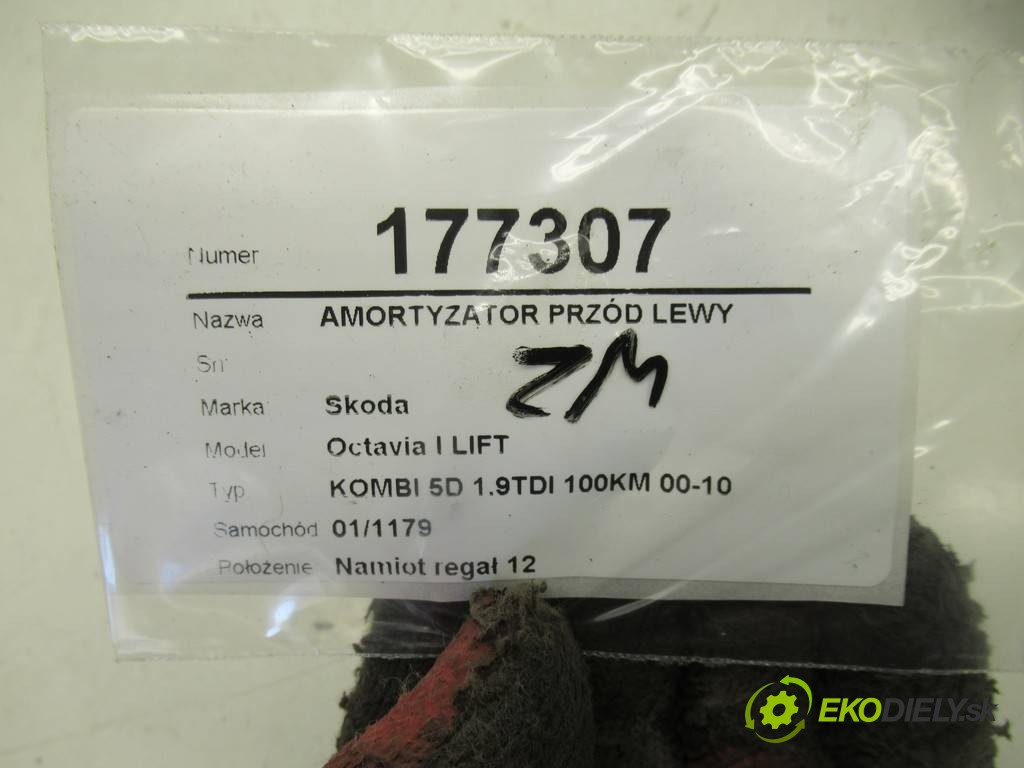 Numer 177307
Nazwa AMORTYZATOR PRZÓD LEWY
Sn
ZM
Marka Skoda
Model Octavia I LIFT
Typ KOMBI 5D 1.9TDI 100KM 00-10
Samochód 01/1179
Położenie Namiot regał 12
EKODIELY.sk